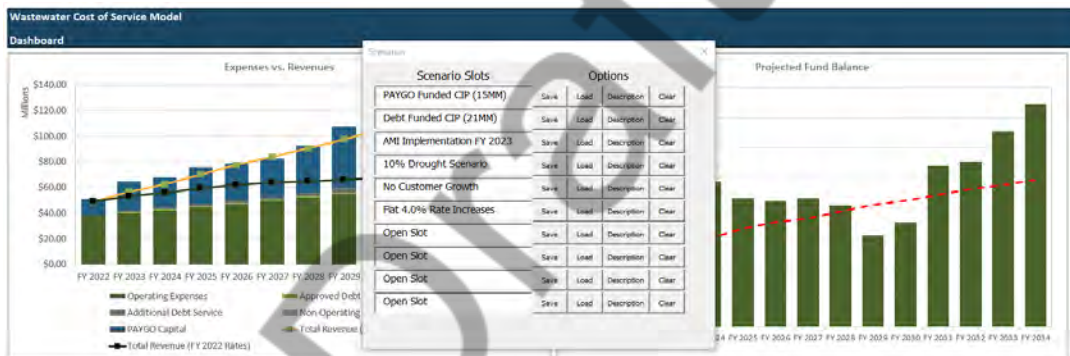 Wastewater Cost of Service Model
Dashboard
Expenses vs. Revenues
Millions
$140.00
$120.00
$100.00
$80.00
$60.00
$40.00
$20.00
$0.00
FY 2022 FY 2023 FY 2024 FY 2025 FY 2026 FY 2027 FY 2028 FY 2029
Operating Expenses
Approved Debt
Additional Debt Service
Non-Operating
PAYGO Capital
Total Revenue (
Total Revenue (FY 2022 Rates)
Scenarios
Scenario Slots Options
PAYGO Funded CIP (15MM) Save Load Description Clear
Debt Funded CIP (21MM) Save Load Description Clear
AMI Implementation FY 2023 Save Load Description Clear
10% Drought Scenario Save Load Description Clear
No Customer Growth Save Load Description Clear
Flat 4.0% Rate Increases Save Load Description Clear
Open Slot Save Load Description Clear
Open Slot Save Load Description Clear
Open Slot Save Load Description Clear
Open Slot Save Load Description Clear
Projected Fund Balance
24 FY 2025 FY 2026 FY 2027 FY 2028 FY 2029 FY 2030 FY 2031 FY 2032 FY 2033 FY 2034
Draft